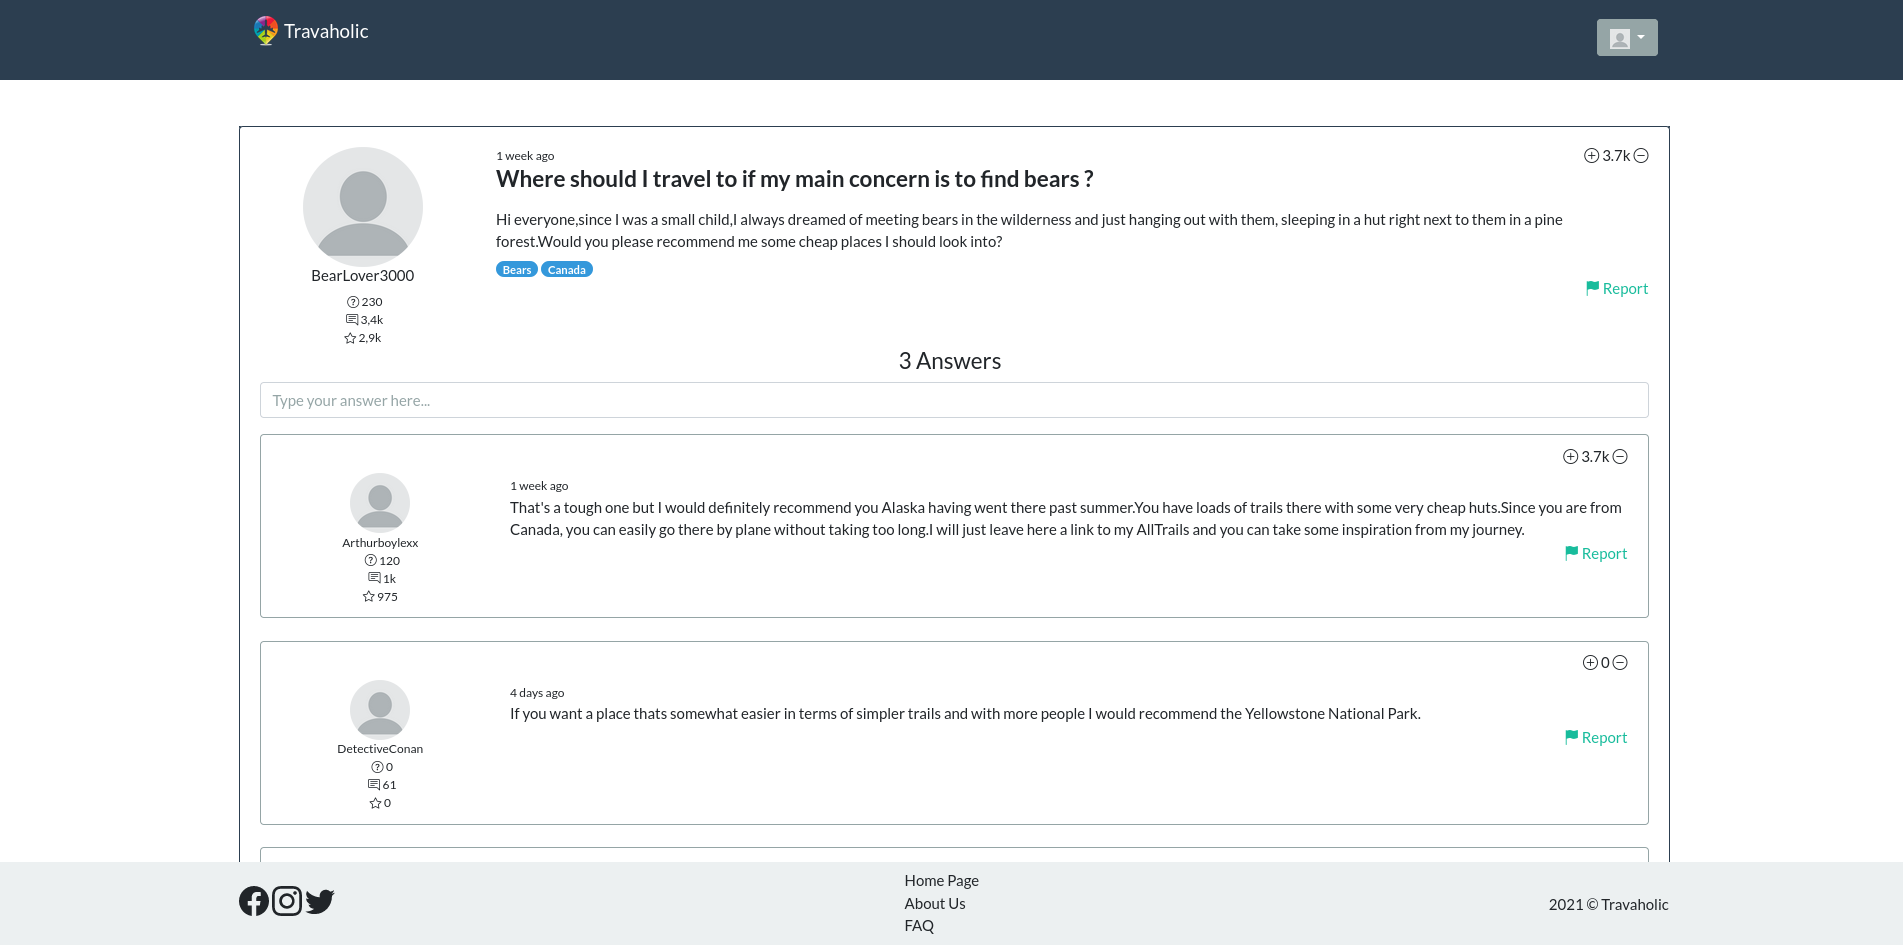 Travaholic
1 week ago
3.7k
Where should I travel to if my main concern is to find bears ?
Hi everyone,since I was a small child,I always dreamed of meeting bears in the wilderness and just hanging out with them, sleeping in a hut right next to them in a pine
forest.Would you please recommend me some cheap places I should look into?
Bears Canada
BearLover3000
Report
230
3,4k
2,9k
3 Answers
Type your answer here...
3.7k
1 week ago
That's a tough one but I would definitely recommend you Alaska having went there past summer.You have loads of trails there with some very cheap huts.Since you are from
Canada, you can easily go there by plane without taking too long.I will just leave here a link to my AllTrails and you can take some inspiration from my journey.
Arthurboylexx
Report
120
1k
975
0
4 days ago
If you want a place thats somewhat easier in terms of simpler trails and with more people I would recommend the Yellowstone National Park.
Report
DetectiveConan
0
61
0
Home Page
About Us
FAQ
2021 © Travaholic